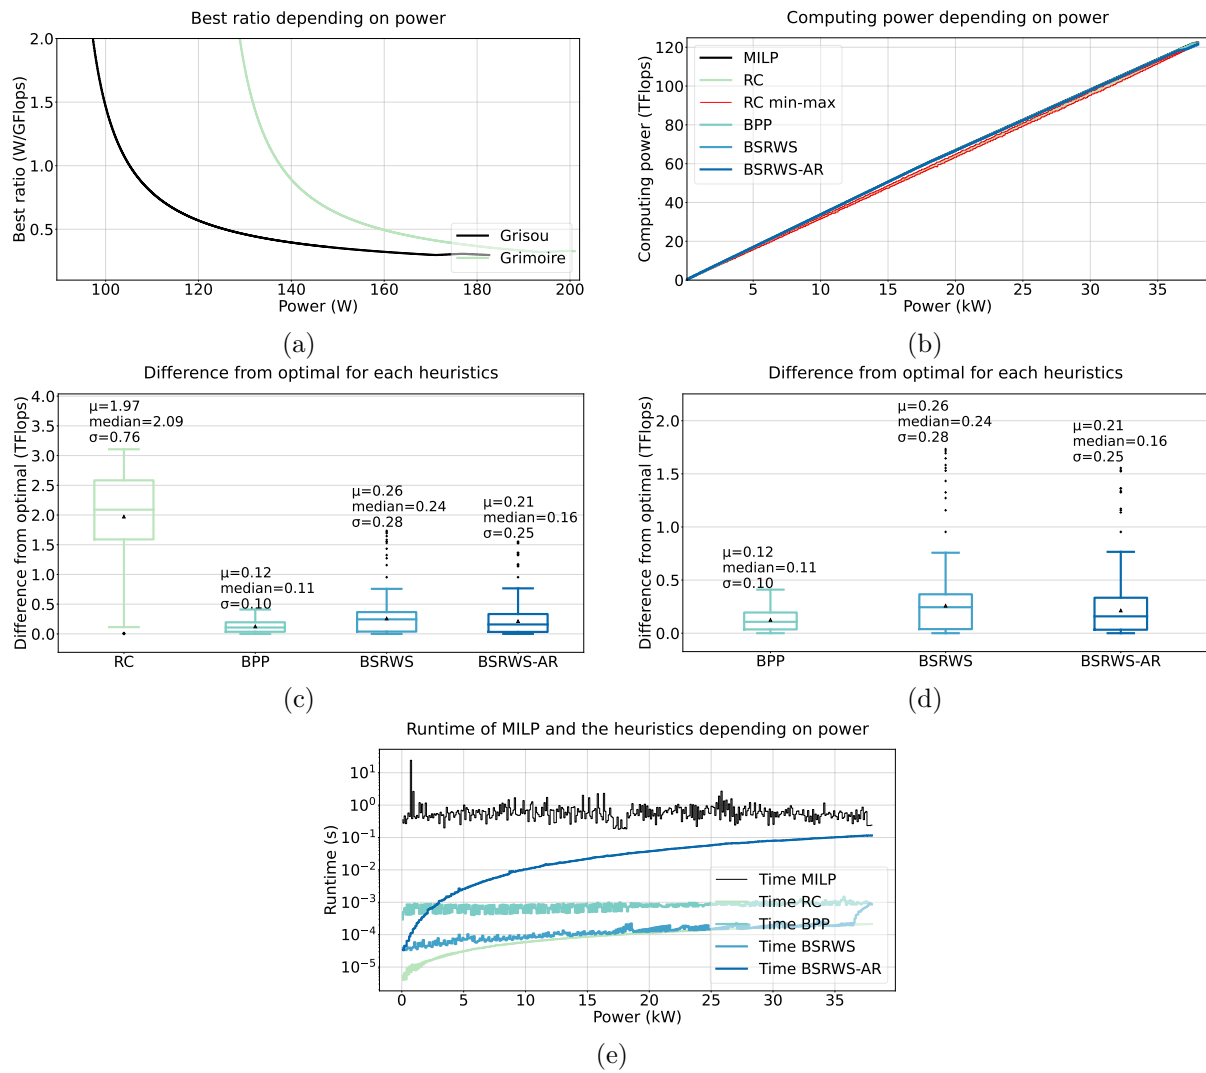 Best ratio depending on power
Best ratio (W/GFlops)
2.0
1.5
1.0
0.5
100
120
140
160
180
200
Power (W)
Grisou
Grimoire
(a)
Computing power depending on power
Computing power (TFlops)
120
100
80
60
40
20
0
5
10
15
20
25
30
35
Power (kW)
MILP
RC
RC min-max
BPP
BSRWS
BSRWS-AR
(b)
Difference from optimal for each heuristics
Difference from optimal (TFlops)
4.0
3.5
3.0
2.5
2.0
1.5
1.0
0.5
0.0
μ=1.97
median=2.09
σ=0.76
μ=0.12
median=0.11
σ=0.10
μ=0.26
median=0.24
σ=0.28
μ=0.21
median=0.16
σ=0.25
RC
BPP
BSRWS
BSRWS-AR
(c)
Difference from optimal for each heuristics
Difference from optimal (TFlops)
2.0
1.5
1.0
0.5
0.0
μ=0.12
median=0.11
σ=0.10
μ=0.26
median=0.24
σ=0.28
μ=0.21
median=0.16
σ=0.25
BPP
BSRWS
BSRWS-AR
(d)
Runtime of MILP and the heuristics depending on power
Runtime (s)
10¹
10⁰
10⁻¹
10⁻²
10⁻³
10⁻⁴
10⁻⁵
0
5
10
15
20
25
30
35
Power (kW)
Time MILP
Time RC
Time BPP
Time BSRWS
Time BSRWS-AR
(e)